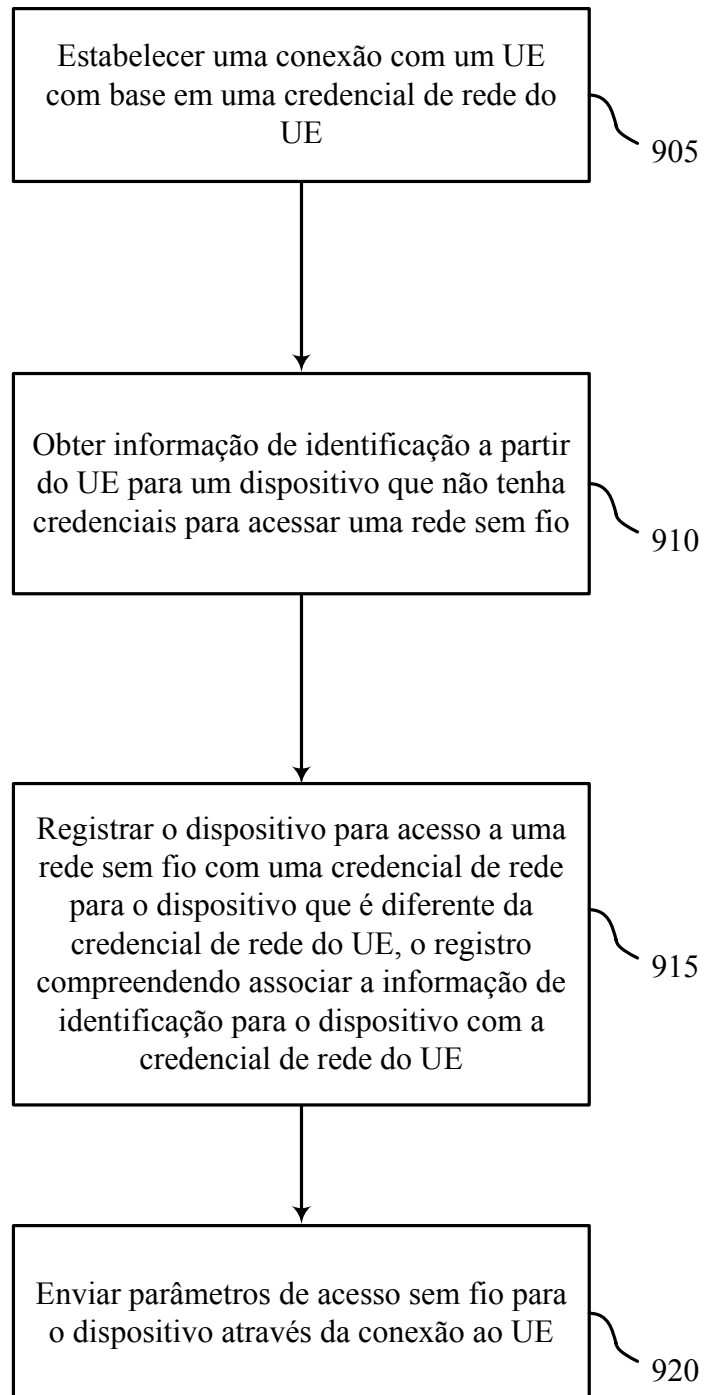 Estabelecer uma conexão com um UE
com base em uma credencial de rede do
UE
905
Obter informação de identificação a partir
do UE para um dispositivo que não tenha
credenciais para acessar uma rede sem fio
910
Registrar o dispositivo para acesso a uma
rede sem fio com uma credencial de rede
para o dispositivo que é diferente da
credencial de rede do UE, o registro
compreendendo associar a informação de
identificação para o dispositivo com a
credencial de rede do UE
915
Enviar parâmetros de acesso sem fio para
o dispositivo através da conexão ao UE
920